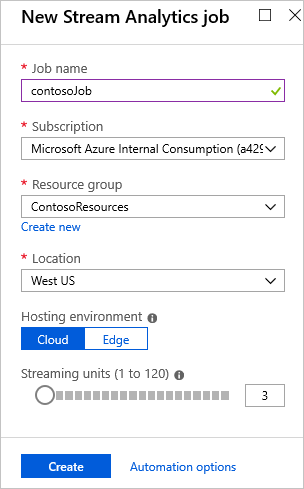 New Stream Analytics job
* Job name
contosoJob
* Subscription
Microsoft Azure Internal Consumption (a429
* Resource group
ContosoResources
Create new
* Location
West US
Hosting environment
Cloud Edge
Streaming units (1 to 120)
3
Create Automation options